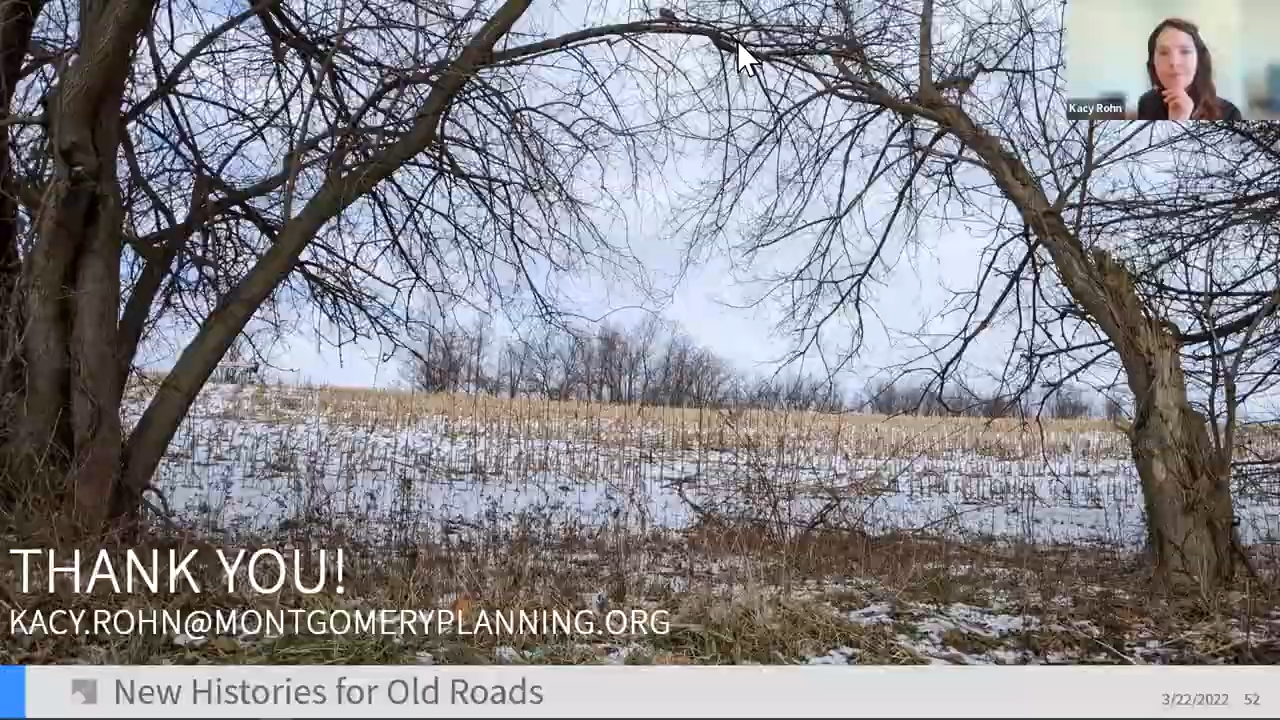 Kacy Rohn
THANK YOU!
KACY.ROHN@MONTGOMERYPLANNING.ORG
New Histories for Old Roads
3/22/2022 52